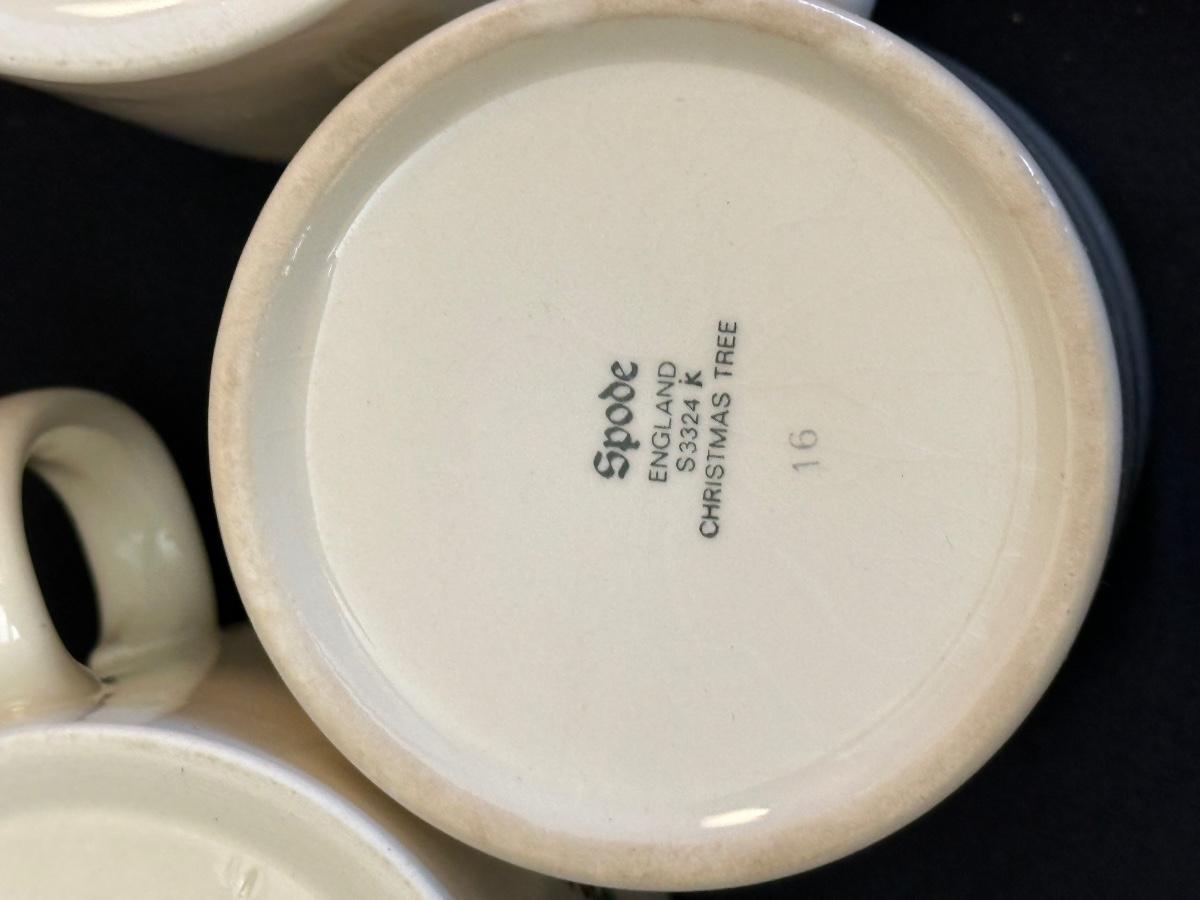 Spode
ENGLAND
S3324 K
CHRISTMAS TREE
16